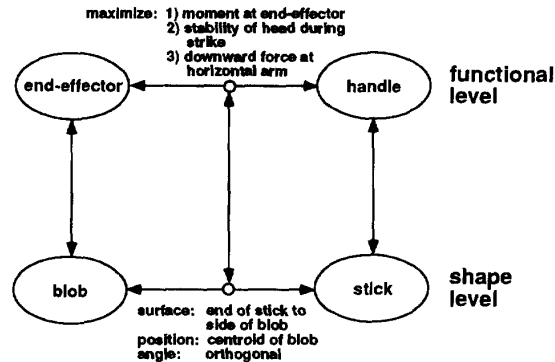 maximize: 1) moment at end-effector
2) stability of head during
strike
3) downward force at
horizontal arm
end-effector
handle
functional
level
blob
stick
shape
level
surface: end of stick to
side of blob
position: centroid of blob
angle: orthogonal